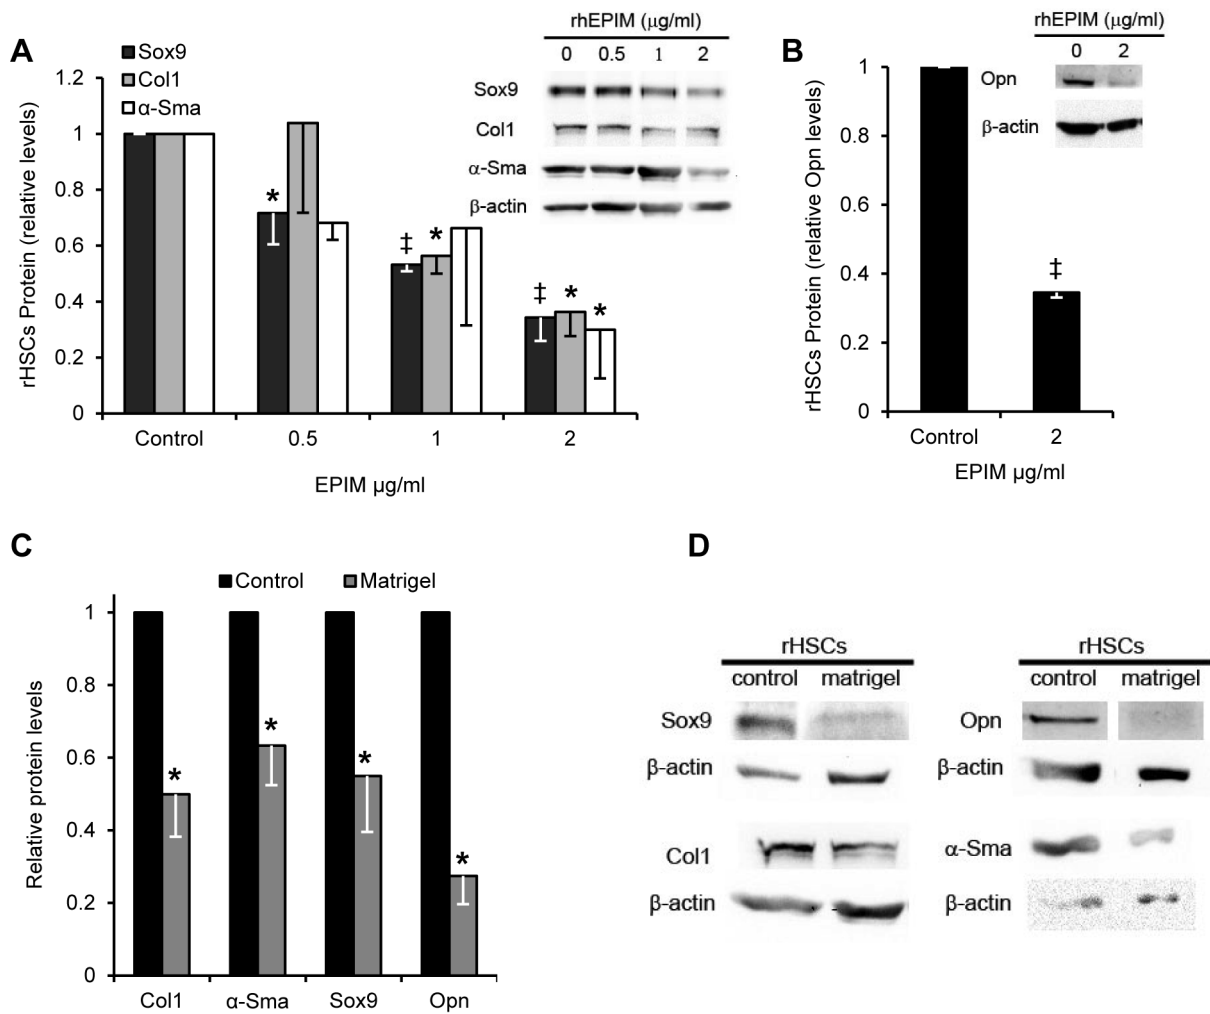 A
Sox9
Col1
α-Sma
rHSCs Protein (relative levels)
1.2
1
0.8
0.6
0.4
0.2
0
*
‡
*
‡
*
*
Control
0.5
1
2
EPIM µg/ml
rhEPIM (µg/ml)
0 0.5 1 2
Sox9
Col1
α-Sma
β-actin
B
rHSCs Protein (relative Opn levels)
1
0.8
0.6
0.4
0.2
0
‡
Control
2
EPIM µg/ml
rhEPIM (µg/ml)
0 2
Opn
β-actin
C
Control
Matrigel
Relative protein levels
1
0.8
0.6
0.4
0.2
0
*
*
*
*
Col1
α-Sma
Sox9
Opn
D
rHSCs
control matrigel
Sox9
β-actin
Col1
β-actin
rHSCs
control matrigel
Opn
β-actin
α-Sma
β-actin